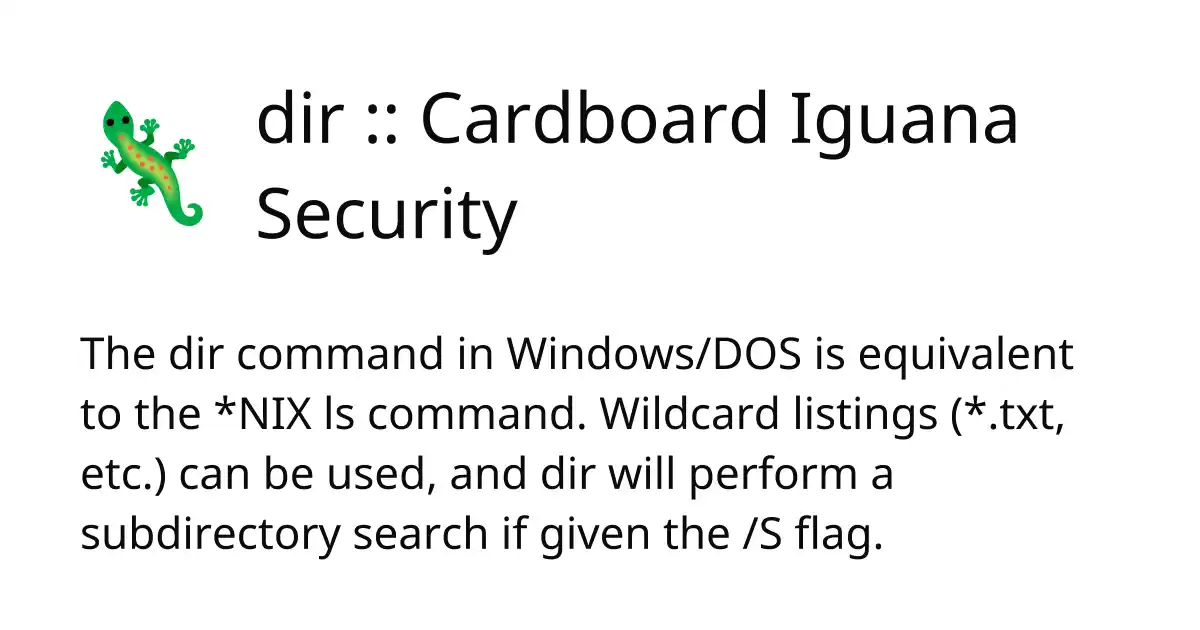 dir :: Cardboard Iguana
Security
The dir command in Windows/DOS is equivalent
to the *NIX ls command. Wildcard listings (*.txt,
etc.) can be used, and dir will perform a
subdirectory search if given the /S flag.